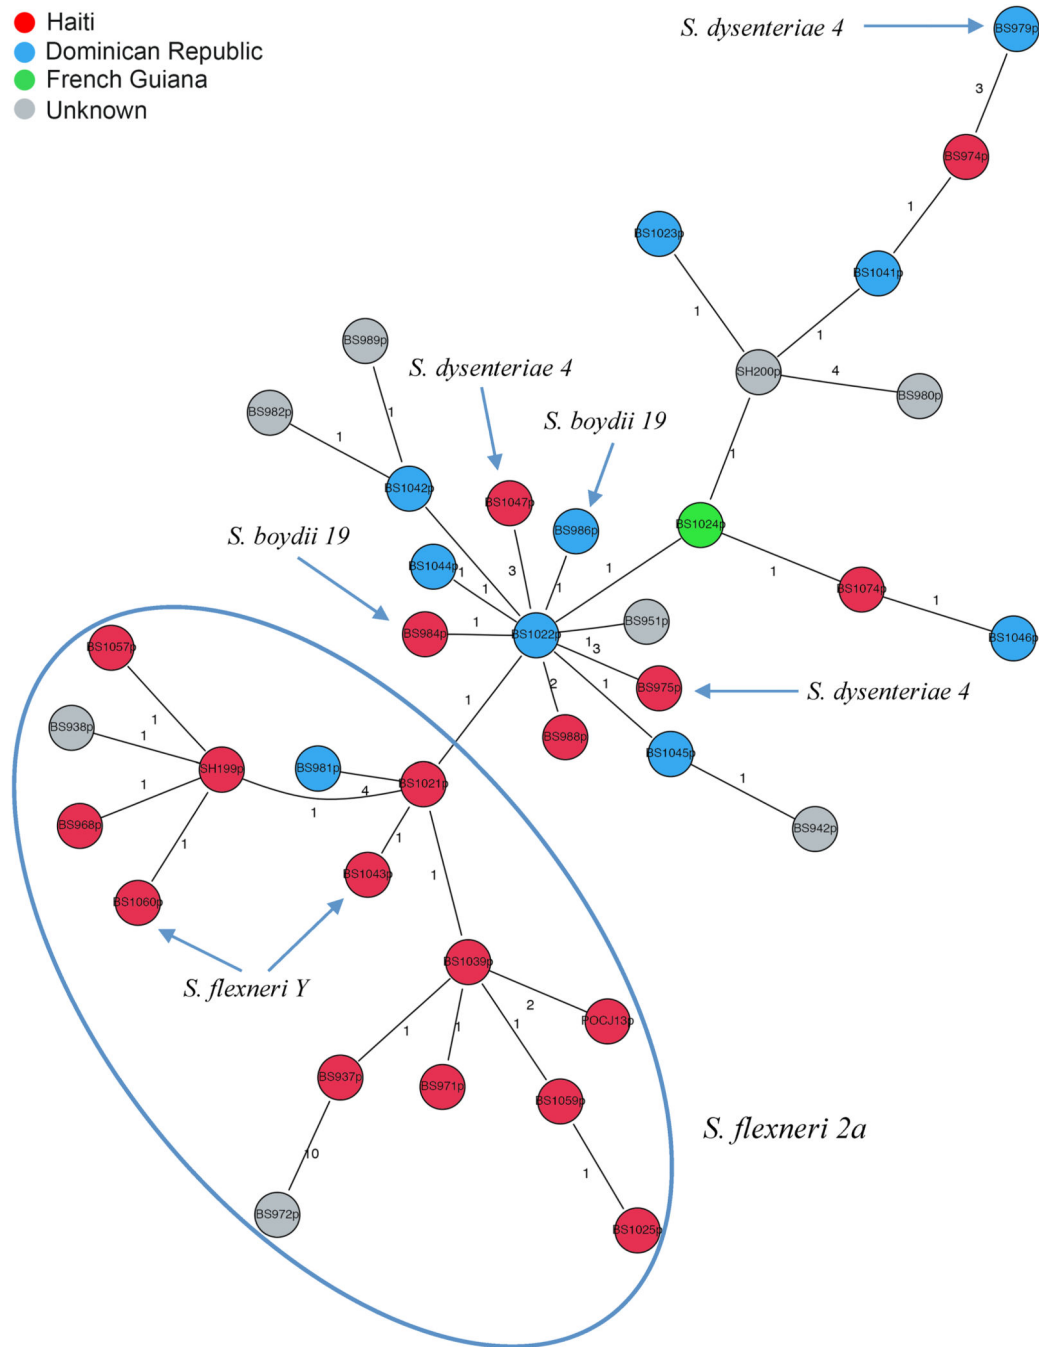 Haiti
Dominican Republic
French Guiana
Unknown
S. dysenteriae 4
BS979p
3
BS974p
1
BS1023p
BS1041p
1
1
BS989p
SH200p
4
BS980p
S. dysenteriae 4
BS982p
1
S. boydii 19
1
1
BS1042p
BS1047p
BS986p
BS1024p
S. boydii 19
BS1044p
1
1
3
1
1
1
BS1074p
1
BS984p
1
BS1022p
BS951p
BS1046p
BS1057p
1
3
2
1
BS975p
S. dysenteriae 4
1
1
BS938p
1
BS988p
BS1045p
SH199p
BS981p
BS1021p
1
1
4
1
BS968p
BS942p
1
1
BS1043p
1
BS1060p
BS1039p
S. flexneri Y
2
1
1
1
POCJ13p
BS937p
BS971p
BS1059p
S. flexneri 2a
10
1
BS972p
BS1025p